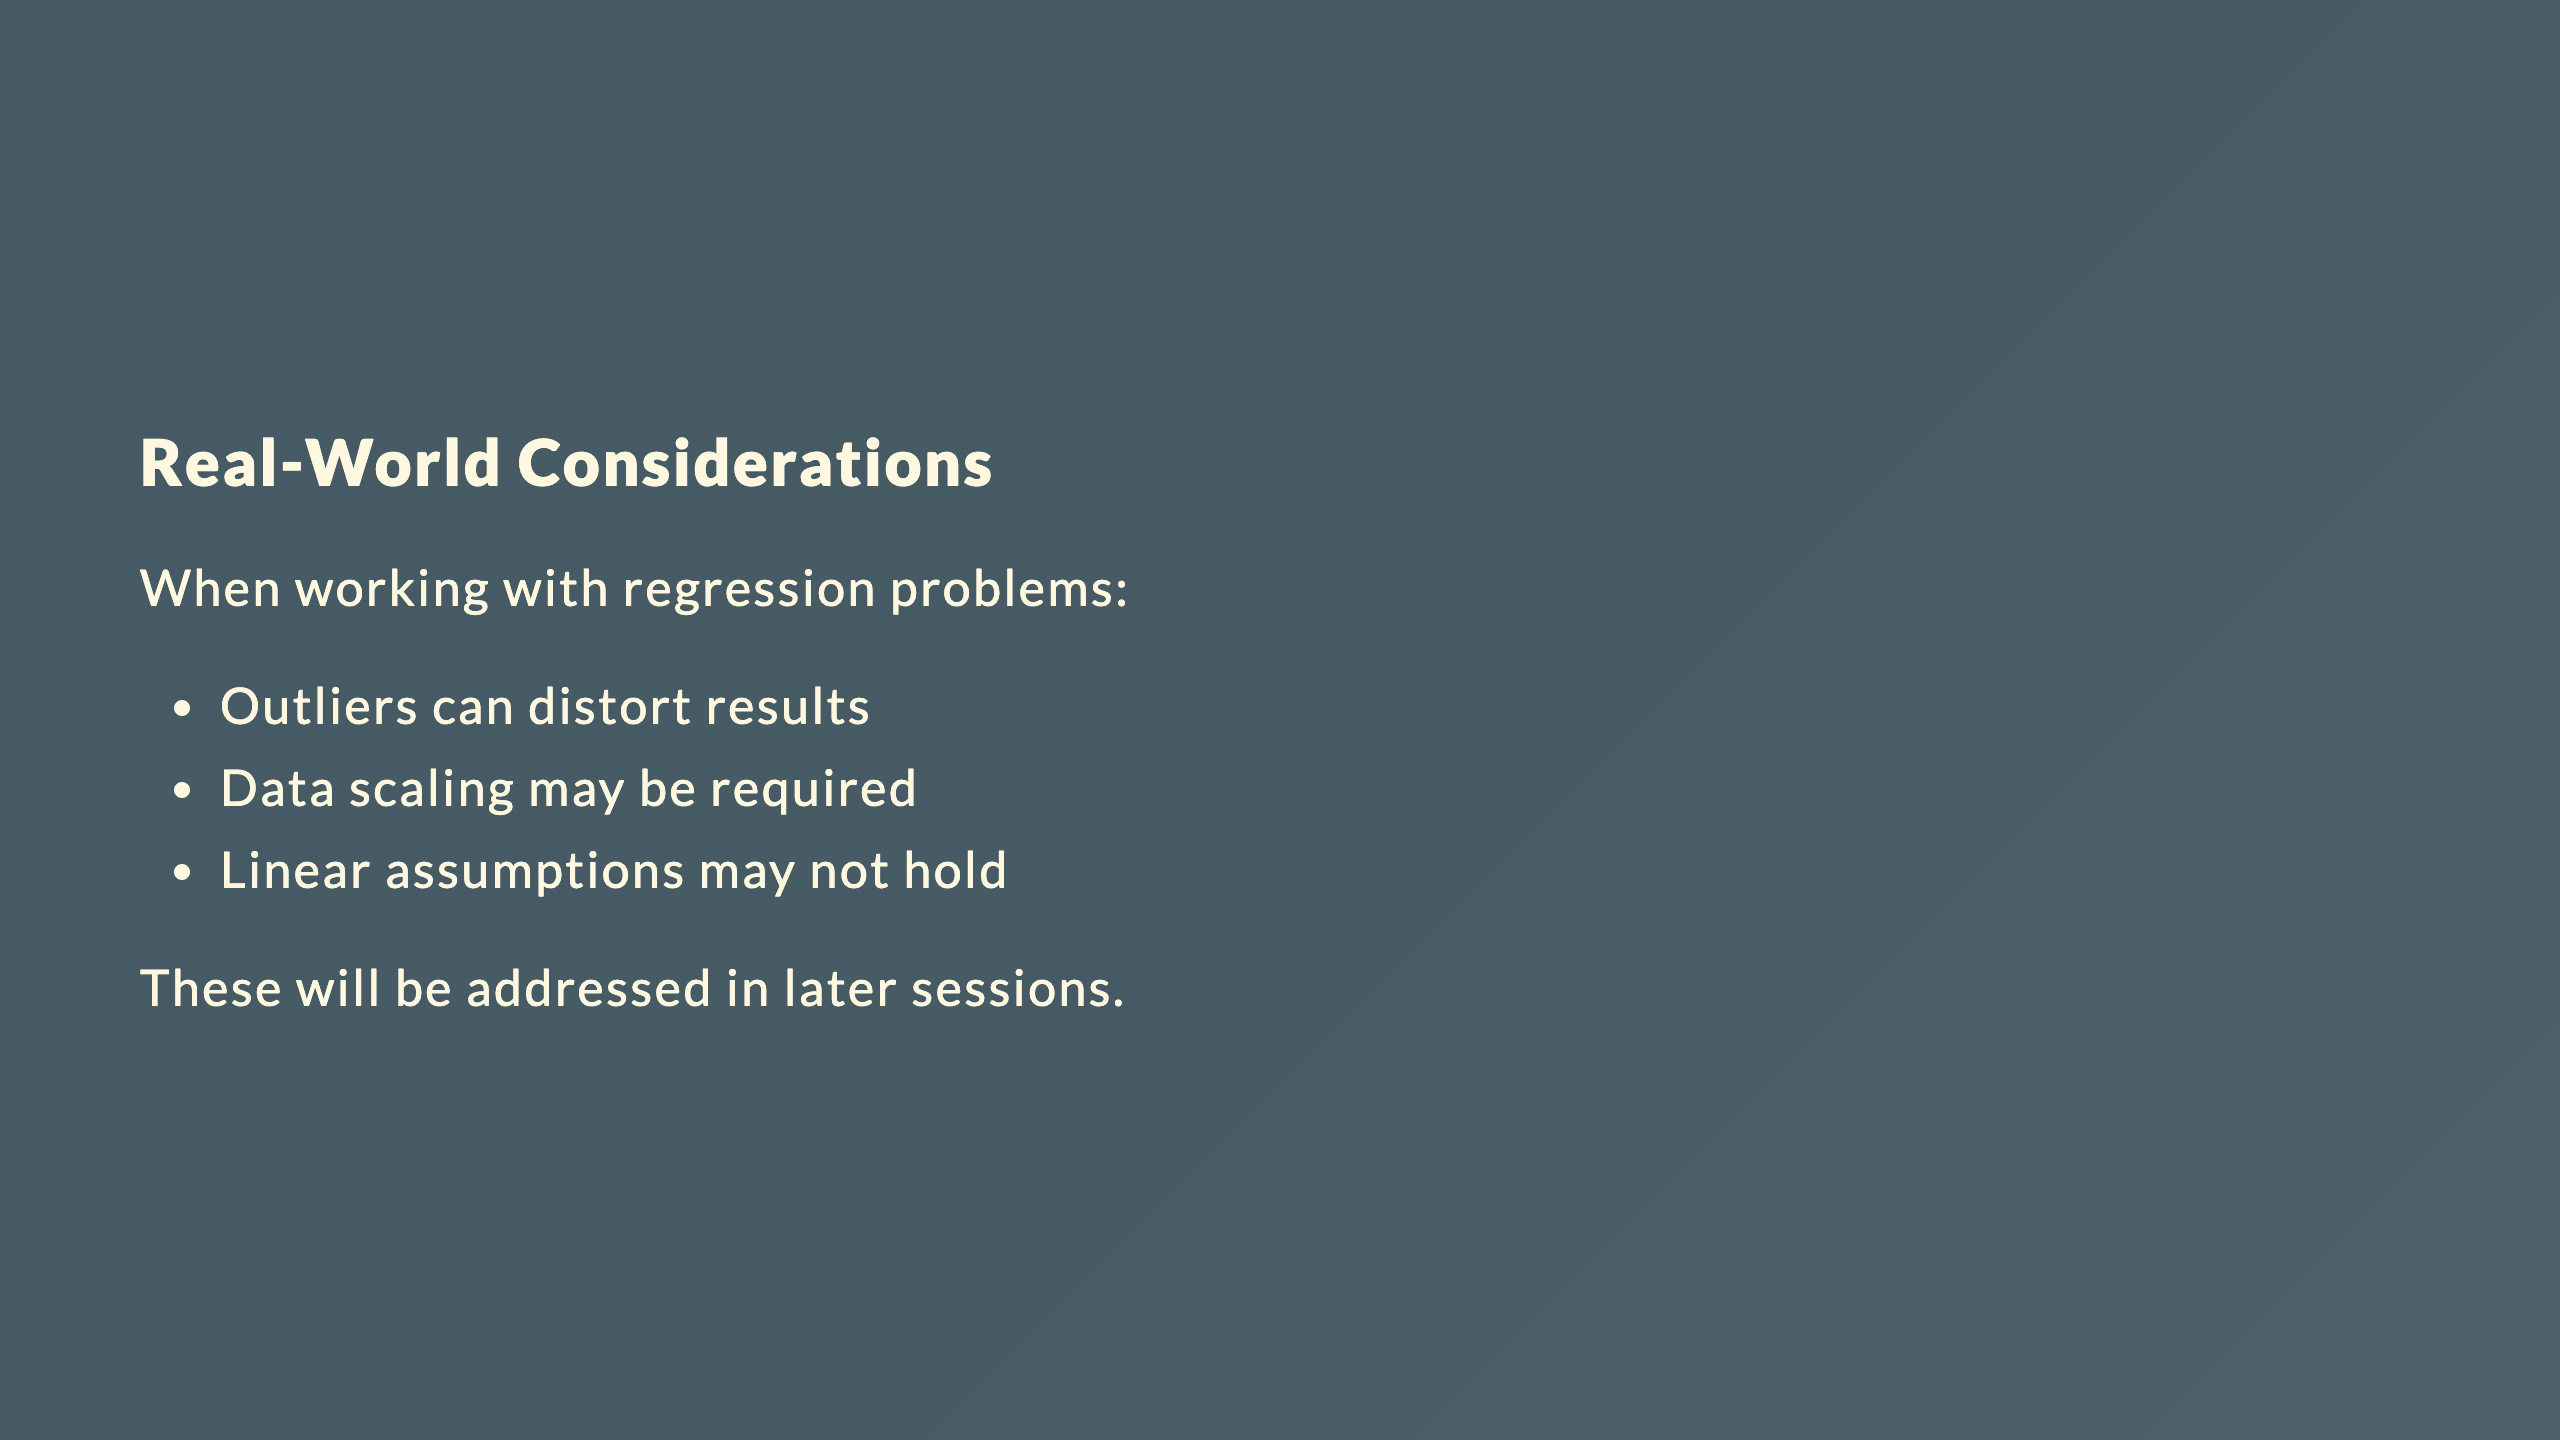 Real-World Considerations
When working with regression problems:
• Outliers can distort results
• Data scaling may be required
• Linear assumptions may not hold
These will be addressed in later sessions.